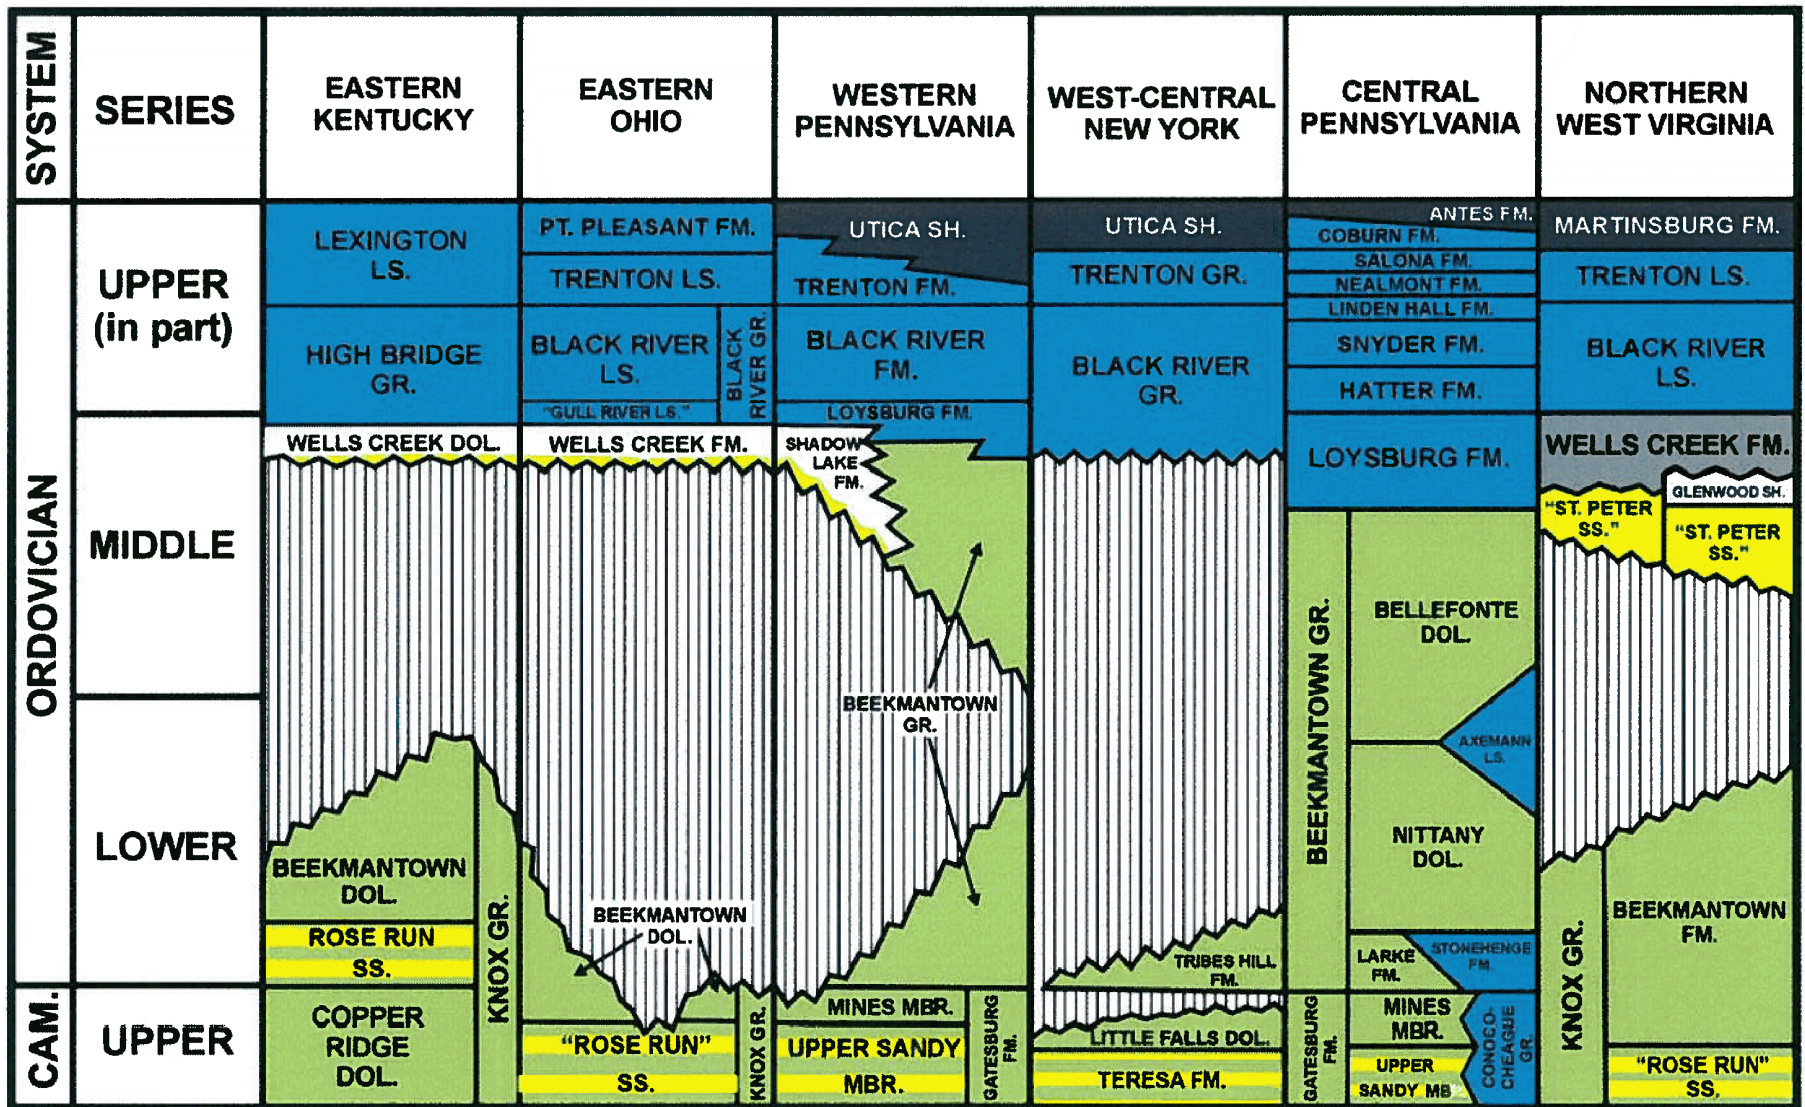 SYSTEM
SERIES
EASTERN
KENTUCKY
EASTERN
OHIO
WESTERN
PENNSYLVANIA
WEST-CENTRAL
NEW YORK
CENTRAL
PENNSYLVANIA
NORTHERN
WEST VIRGINIA
ORDOVICIAN
CAM.
UPPER
(in part)
MIDDLE
LOWER
UPPER
LEXINGTON
LS.
HIGH BRIDGE
GR.
WELLS CREEK DOL.
BEEKMANTOWN
DOL.
ROSE RUN
SS.
COPPER
RIDGE
DOL.
KNOX GR.
PT. PLEASANT FM.
TRENTON LS.
BLACK RIVER
LS.
"GULL RIVER LS."
BLACK
RIVER GR.
WELLS CREEK FM.
BEEKMANTOWN
DOL.
"ROSE RUN"
SS.
KNOX GR.
UTICA SH.
TRENTON FM.
BLACK RIVER
FM.
LOYSBURG FM.
SHADOW
LAKE
FM.
BEEKMANTOWN
GR.
MINES MBR.
UPPER SANDY
MBR.
GATESBURG
FM.
UTICA SH.
TRENTON GR.
BLACK RIVER
GR.
TRIBES HILL
FM.
LITTLE FALLS DOL.
TERESA FM.
ANTES FM.
COBURN FM.
SALONA FM.
NEALMONT FM.
LINDEN HALL FM.
SNYDER FM.
HATTER FM.
LOYSBURG FM.
BEEKMANTOWN GR.
BELLEFONTE
DOL.
AXEMANN
LS.
NITTANY
DOL.
LARKE
FM.
STONEHENGE
FM.
GATESBURG
FM.
MINES
MBR.
UPPER
SANDY MB
CONOCO-
CHEAGUE
GR.
MARTINSBURG FM.
TRENTON LS.
BLACK RIVER
LS.
WELLS CREEK FM.
GLENWOOD SH.
"ST. PETER
SS."
"ST. PETER
SS."
KNOX GR.
BEEKMANTOWN
FM.
"ROSE RUN"
SS.